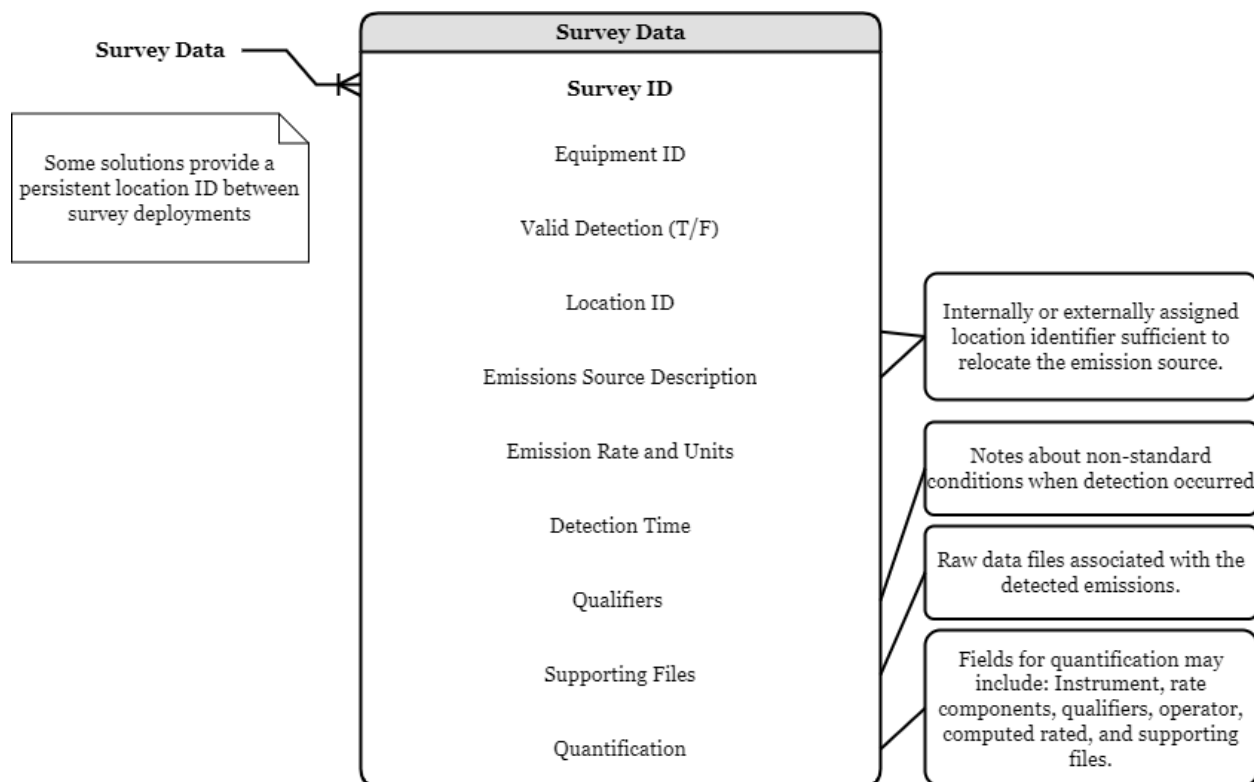 Survey Data
Survey Data
Some solutions provide a
persistent location ID between
survey deployments
Survey ID
Equipment ID
Valid Detection (T/F)
Location ID
Emissions Source Description
Emission Rate and Units
Detection Time
Qualifiers
Supporting Files
Quantification
Internally or externally assigned
location identifier sufficient to
relocate the emission source.
Notes about non-standard
conditions when detection occurred
Raw data files associated with the
detected emissions.
Fields for quantification may
include: Instrument, rate
components, qualifiers, operator,
computed rated, and supporting
files.